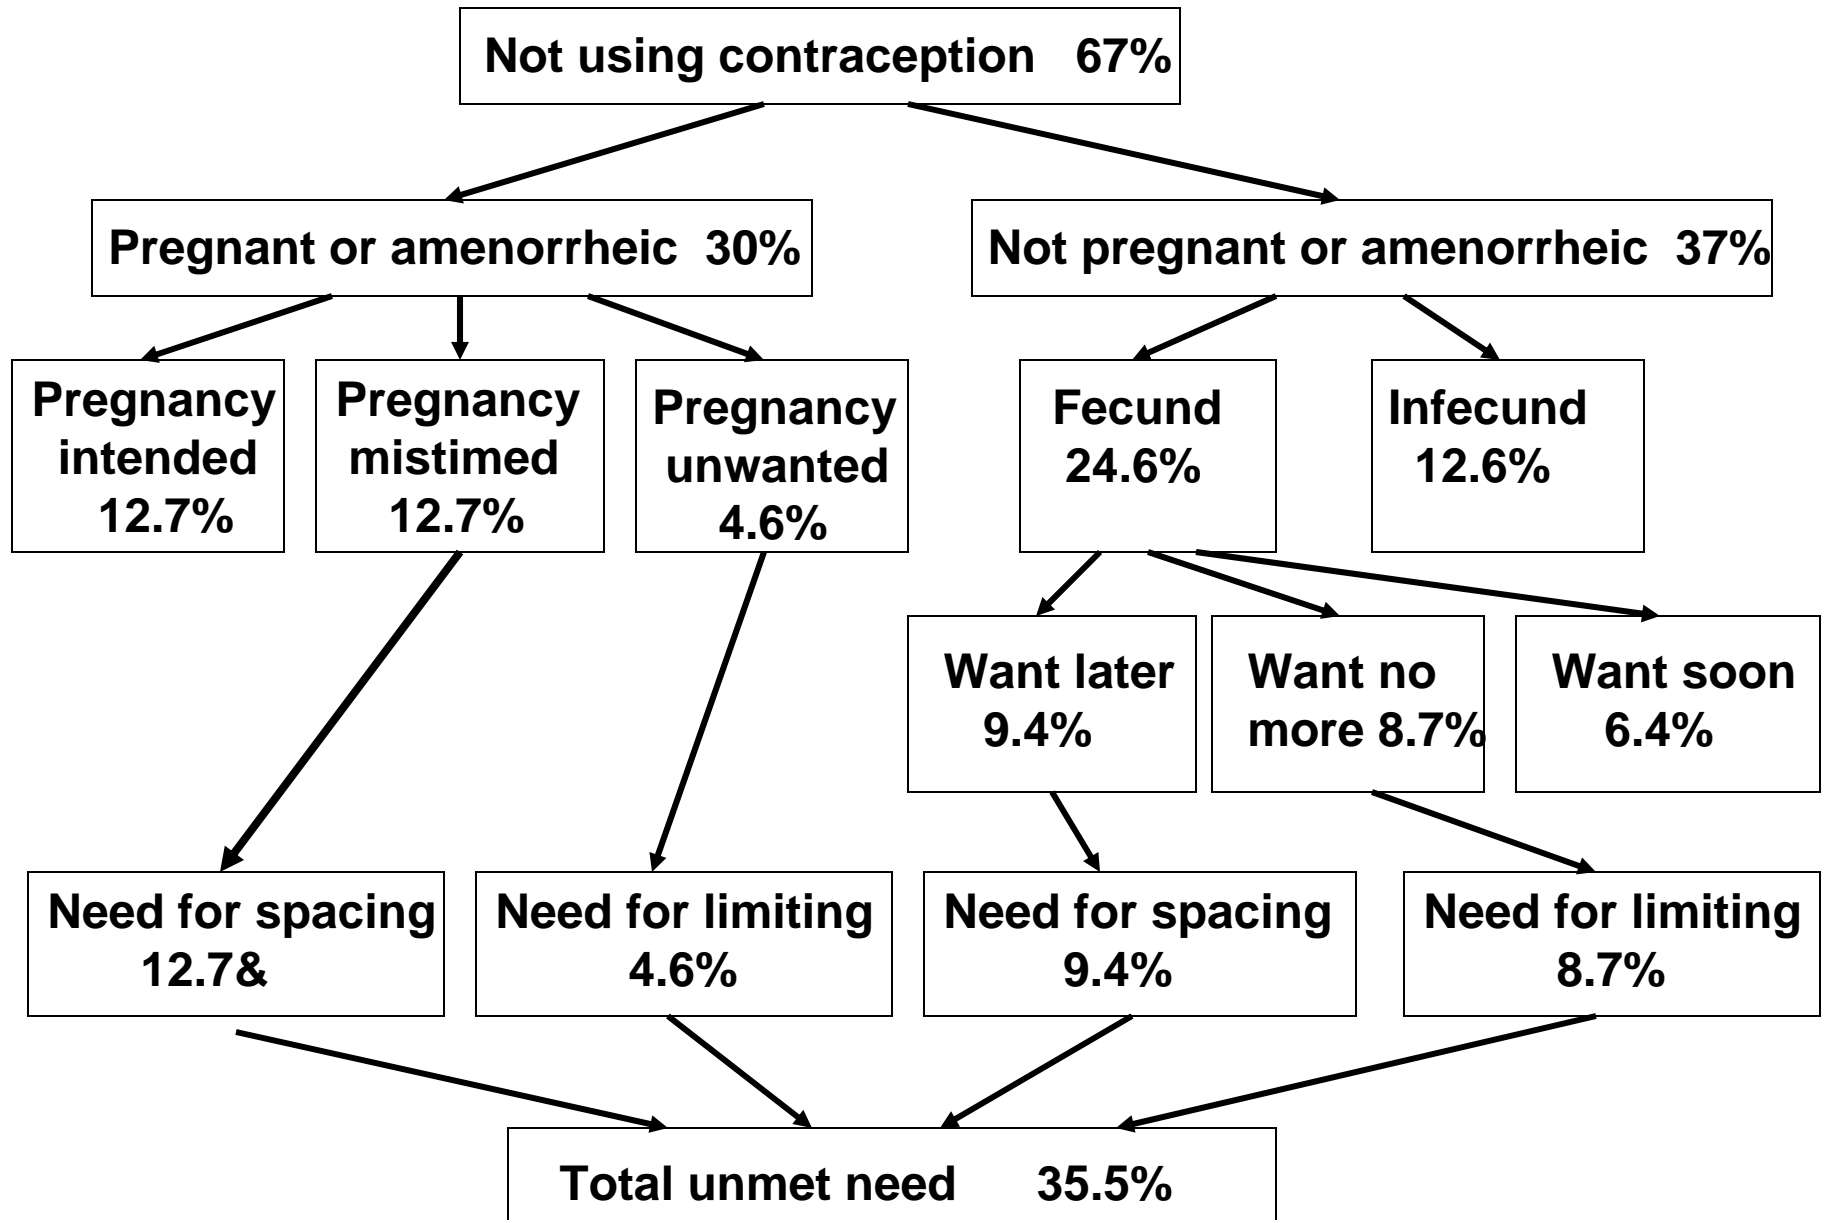 Not using contraception 67%
Pregnant or amenorrheic 30%
Not pregnant or amenorrheic 37%
Pregnancy
intended
12.7%
Pregnancy
mistimed
12.7%
Pregnancy
unwanted
4.6%
Fecund
24.6%
Infecund
12.6%
Want later
9.4%
Want no
more 8.7%
Want soon
6.4%
Need for spacing
12.7&
Need for limiting
4.6%
Need for spacing
9.4%
Need for limiting
8.7%
Total unmet need 35.5%